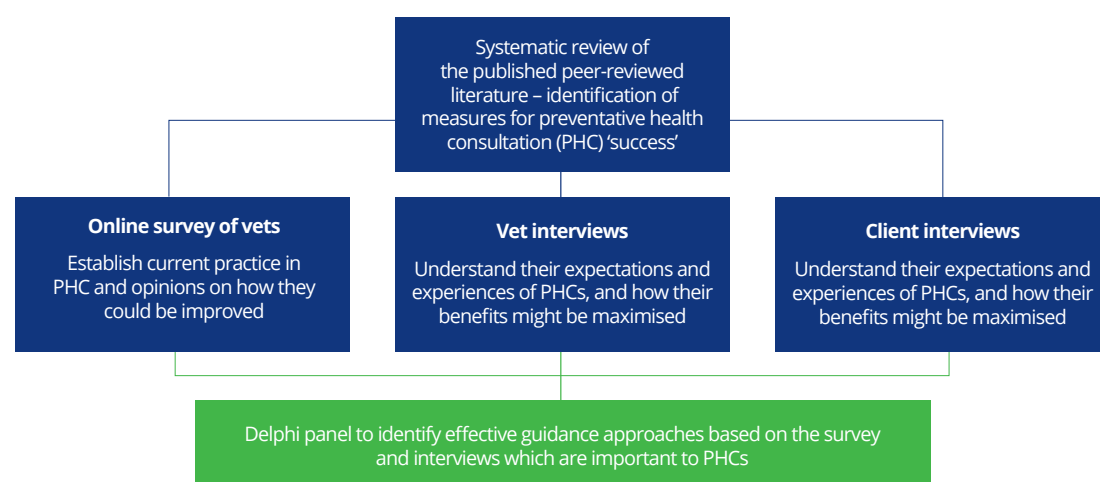 Systematic review of
the published peer-reviewed
literature – identification of
measures for preventative health
consultation (PHC) ‘success’
Online survey of vets
Establish current practice in
PHC and opinions on how they
could be improved
Vet interviews
Understand their expectations and
experiences of PHCs, and how their
benefits might be maximised
Client interviews
Understand their expectations and
experiences of PHCs, and how their
benefits might be maximised
Delphi panel to identify effective guidance approaches based on the survey
and interviews which are important to PHCs